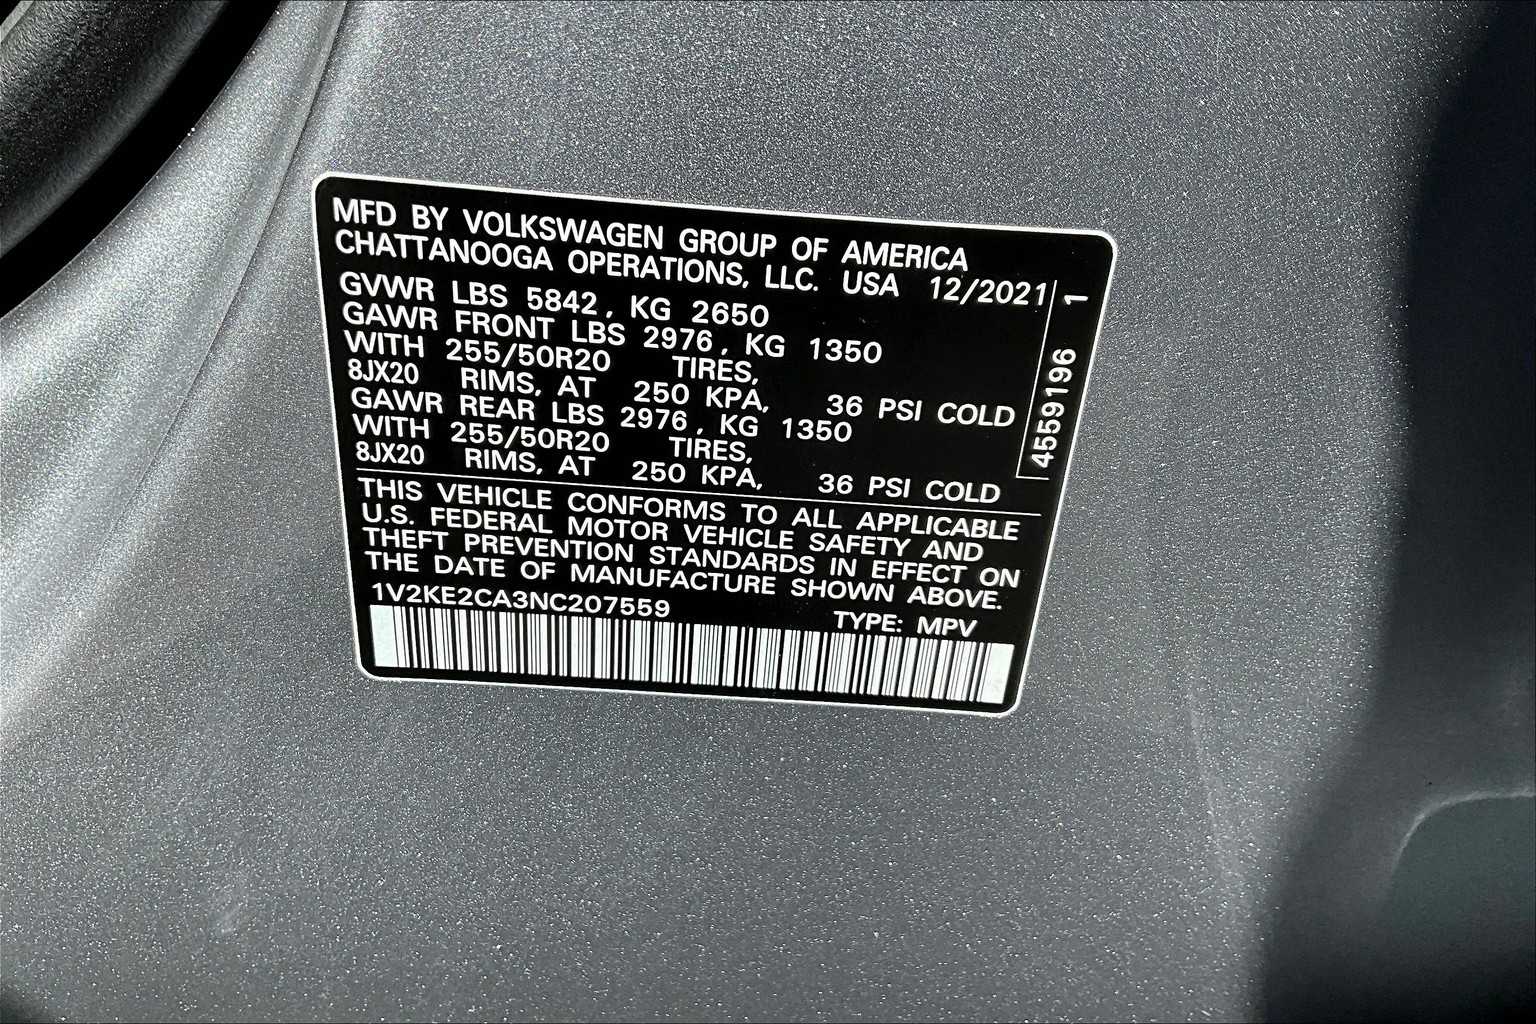 MFD BY VOLKSWAGEN GROUP OF AMERICA
CHATTANOOGA OPERATIONS, LLC. USA 12/2021
GVWR LBS 5842, KG 2650
GAWR FRONT LBS 2976, KG 1350
WITH 255/50R20 TIRES,
8JX20 RIMS, AT 250 KPA, 36 PSI COLD
GAWR REAR LBS 2976, KG 1350
WITH 255/50R20 TIRES,
8JX20 RIMS, AT 250 KPA, 36 PSI COLD
4559196 1
THIS VEHICLE CONFORMS TO ALL APPLICABLE
U.S. FEDERAL MOTOR VEHICLE SAFETY AND
THEFT PREVENTION STANDARDS IN EFFECT ON
THE DATE OF MANUFACTURE SHOWN ABOVE.
1V2KE2CA3NC207559 TYPE: MPV